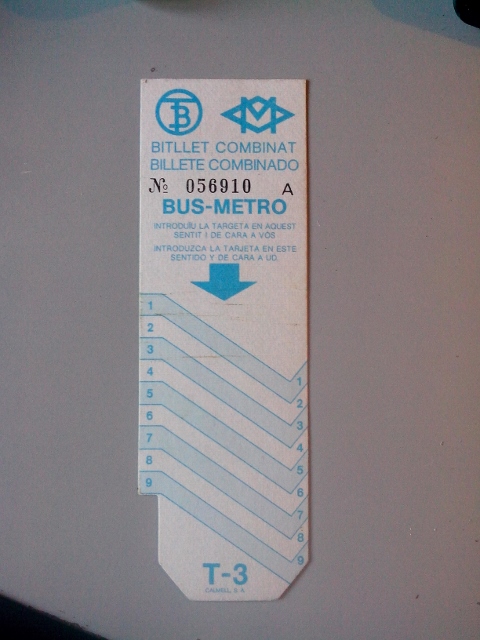 TB
BITLLET COMBINAT
BILLETE COMBINADO
Nº 056910 A
BUS-METRO
INTRODUÏU LA TARGETA EN AQUEST
SENTIT I DE CARA A VÓS
INTRODUZCA LA TARJETA EN ESTE
SENTIDO Y DE CARA A UD.
1
2
3
4
5
6
7
8
9
1
2
3
4
5
6
7
8
9
T-3